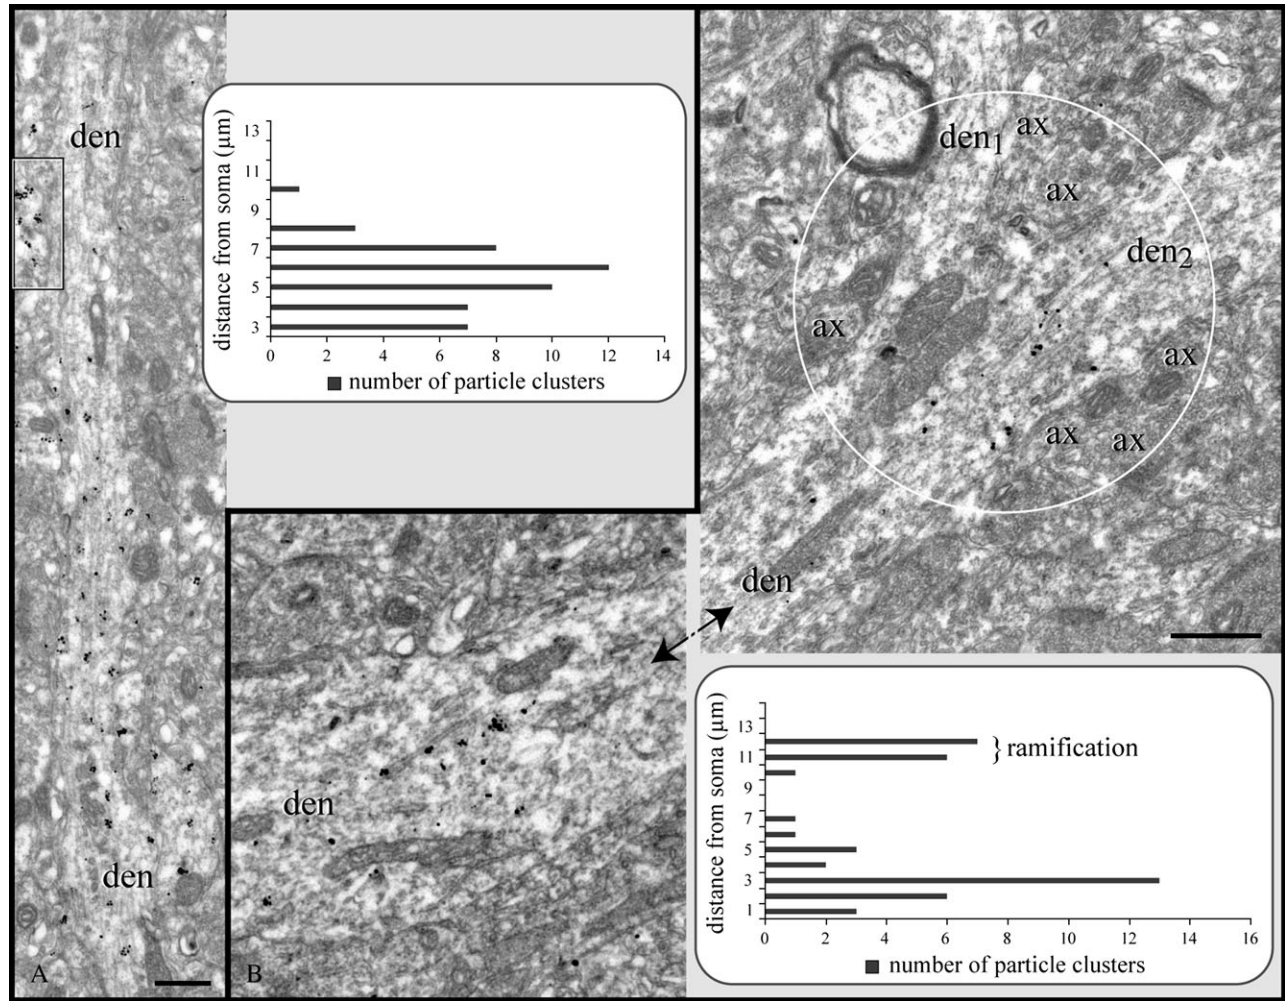 den
den
A
distance from soma (µm)
13
11
9
7
5
3
0 2 4 6 8 10 12 14
number of particle clusters
den
B
ax
den1
ax
den2
ax
ax
ax
ax
den
distance from soma (µm)
13
11
9
7
5
3
1
} ramification
0 2 4 6 8 10 12 14 16
number of particle clusters